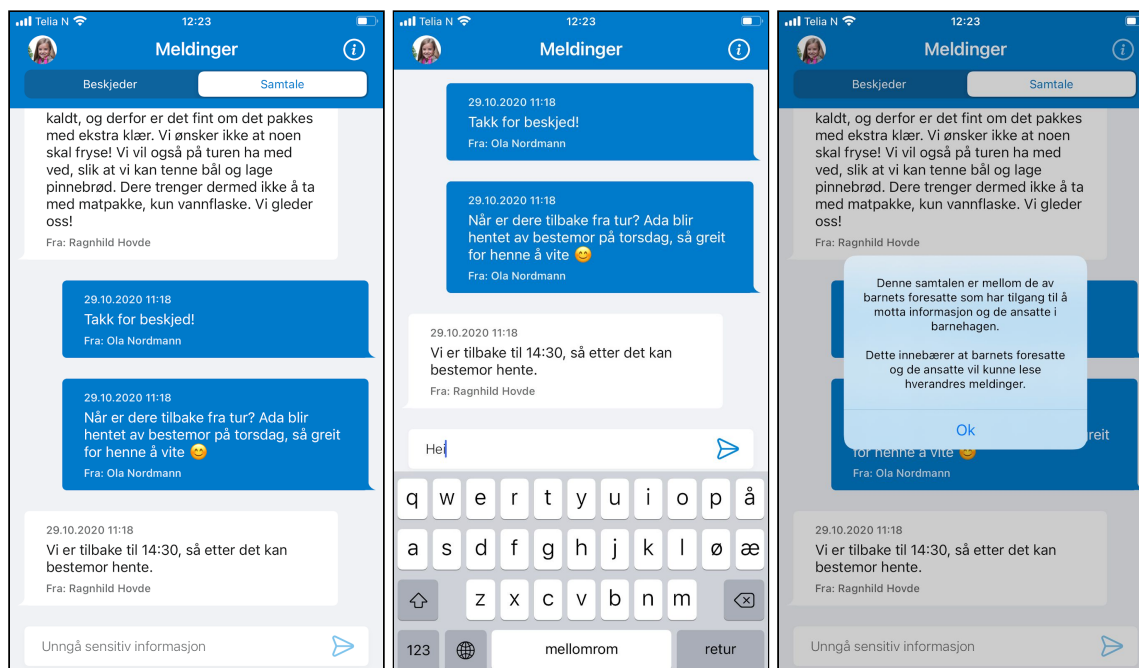 Telia N
12:23
Meldinger
Beskjeder
Samtale
kaldt, og derfor er det fint om det pakkes
med ekstra klær. Vi ønsker ikke at noen
skal fryse! Vi vil også på turen ha med
ved, slik at vi kan tenne bål og lage
pinnebrød. Dere trenger dermed ikke å ta
med matpakke, kun vannflaske. Vi gleder
oss!
Fra: Ragnhild Hovde
29.10.2020 11:18
Takk for beskjed!
Fra: Ola Nordmann
29.10.2020 11:18
Når er dere tilbake fra tur? Ada blir
hentet av bestemor på torsdag, så greit
for henne å vite 😊
Fra: Ola Nordmann
29.10.2020 11:18
Vi er tilbake til 14:30, så etter det kan
bestemor hente.
Fra: Ragnhild Hovde
Unngå sensitiv informasjon
Telia N
12:23
Meldinger
29.10.2020 11:18
Takk for beskjed!
Fra: Ola Nordmann
29.10.2020 11:18
Når er dere tilbake fra tur? Ada blir
hentet av bestemor på torsdag, så greit
for henne å vite 😊
Fra: Ola Nordmann
29.10.2020 11:18
Vi er tilbake til 14:30, så etter det kan
bestemor hente.
Fra: Ragnhild Hovde
Hei
q w e r t y u i o p å
a s d f g h j k l ø æ
z x c v b n m
123 mellomrom retur
Telia N
12:23
Meldinger
Beskjeder
Samtale
kaldt, og derfor er det fint om det pakkes
med ekstra klær. Vi ønsker ikke at noen
skal fryse! Vi vil også på turen ha med
ved, slik at vi kan tenne bål og lage
pinnebrød. Dere trenger dermed ikke å ta
med matpakke, kun vannflaske. Vi gleder
oss!
Fra: Ragnhild Hovde
Denne samtalen er mellom de av
barnets foresatte som har tilgang til å
motta informasjon og de ansatte i
barnehagen.
Dette innebærer at barnets foresatte
og de ansatte vil kunne lese
hverandres meldinger.
Ok
greit
for henne å vite 😊
Fra: Ola Nordmann
29.10.2020 11:18
Vi er tilbake til 14:30, så etter det kan
bestemor hente.
Fra: Ragnhild Hovde
Unngå sensitiv informasjon